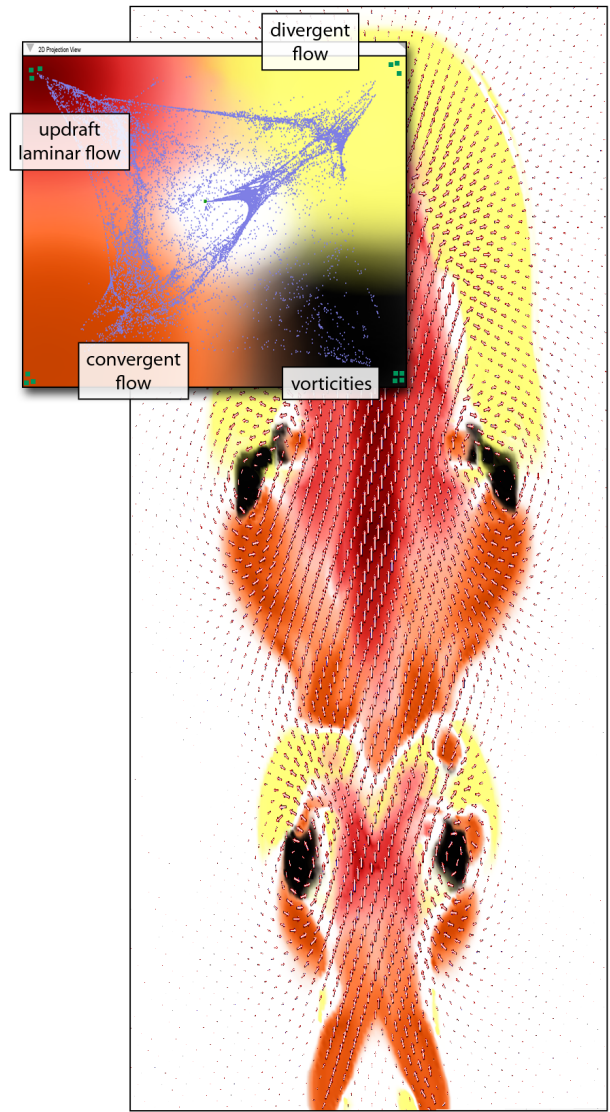 divergent
flow
2D Projection View
updraft
laminar flow
convergent
flow
vorticities